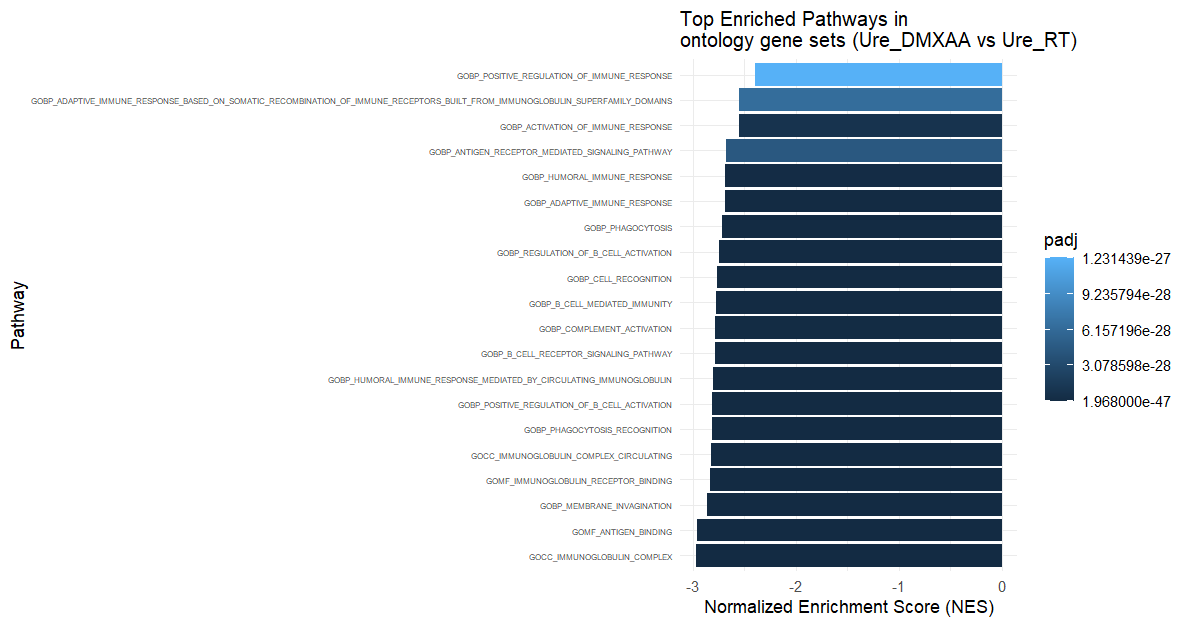 Top Enriched Pathways in
ontology gene sets (Ure_DMXAA vs Ure_RT)
GOBP_POSITIVE_REGULATION_OF_IMMUNE_RESPONSE
GOBP_ADAPTIVE_IMMUNE_RESPONSE_BASED_ON_SOMATIC_RECOMBINATION_OF_IMMUNE_RECEPTORS_BUILT_FROM_IMMUNOGLOBULIN_SUPERFAMILY_DOMAINS
GOBP_ACTIVATION_OF_IMMUNE_RESPONSE
GOBP_ANTIGEN_RECEPTOR_MEDIATED_SIGNALING_PATHWAY
GOBP_HUMORAL_IMMUNE_RESPONSE
GOBP_ADAPTIVE_IMMUNE_RESPONSE
GOBP_PHAGOCYTOSIS
GOBP_REGULATION_OF_B_CELL_ACTIVATION
GOBP_CELL_RECOGNITION
GOBP_B_CELL_MEDIATED_IMMUNITY
GOBP_COMPLEMENT_ACTIVATION
GOBP_B_CELL_RECEPTOR_SIGNALING_PATHWAY
GOBP_HUMORAL_IMMUNE_RESPONSE_MEDIATED_BY_CIRCULATING_IMMUNOGLOBULIN
GOBP_POSITIVE_REGULATION_OF_B_CELL_ACTIVATION
GOBP_PHAGOCYTOSIS_RECOGNITION
GOCC_IMMUNOGLOBULIN_COMPLEX_CIRCULATING
GOMF_IMMUNOGLOBULIN_RECEPTOR_BINDING
GOBP_MEMBRANE_INVAGINATION
GOMF_ANTIGEN_BINDING
GOCC_IMMUNOGLOBULIN_COMPLEX
Pathway
-3 -2 -1 0
Normalized Enrichment Score (NES)
padj
1.231439e-27
9.235794e-28
6.157196e-28
3.078598e-28
1.968000e-47